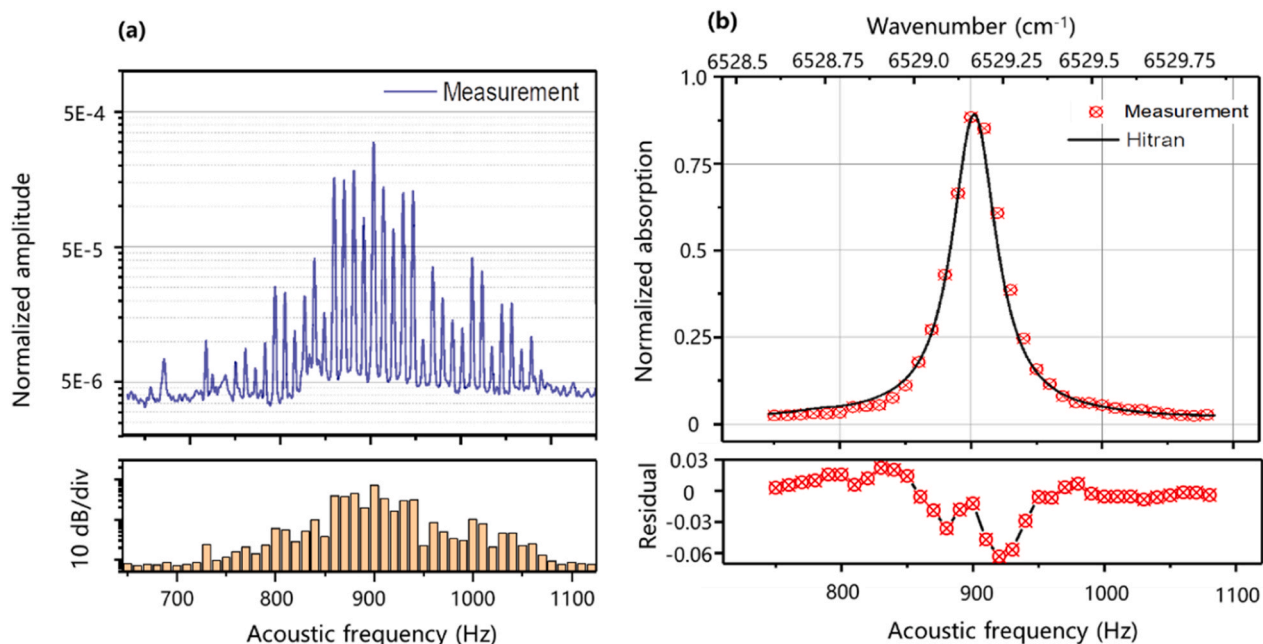 (a)
Normalized amplitude
5E-4
5E-5
5E-6
Measurement
10 dB/div
700 800 900 1000 1100
Acoustic frequency (Hz)
(b)
Wavenumber (cm⁻¹)
6528.5 6528.75 6529.0 6529.25 6529.5 6529.75
Normalized absorption
1.0
0.75
0.5
0.25
0
Measurement
Hitran
Residual
0.03
0
-0.03
-0.06
800 900 1000 1100
Acoustic frequency (Hz)